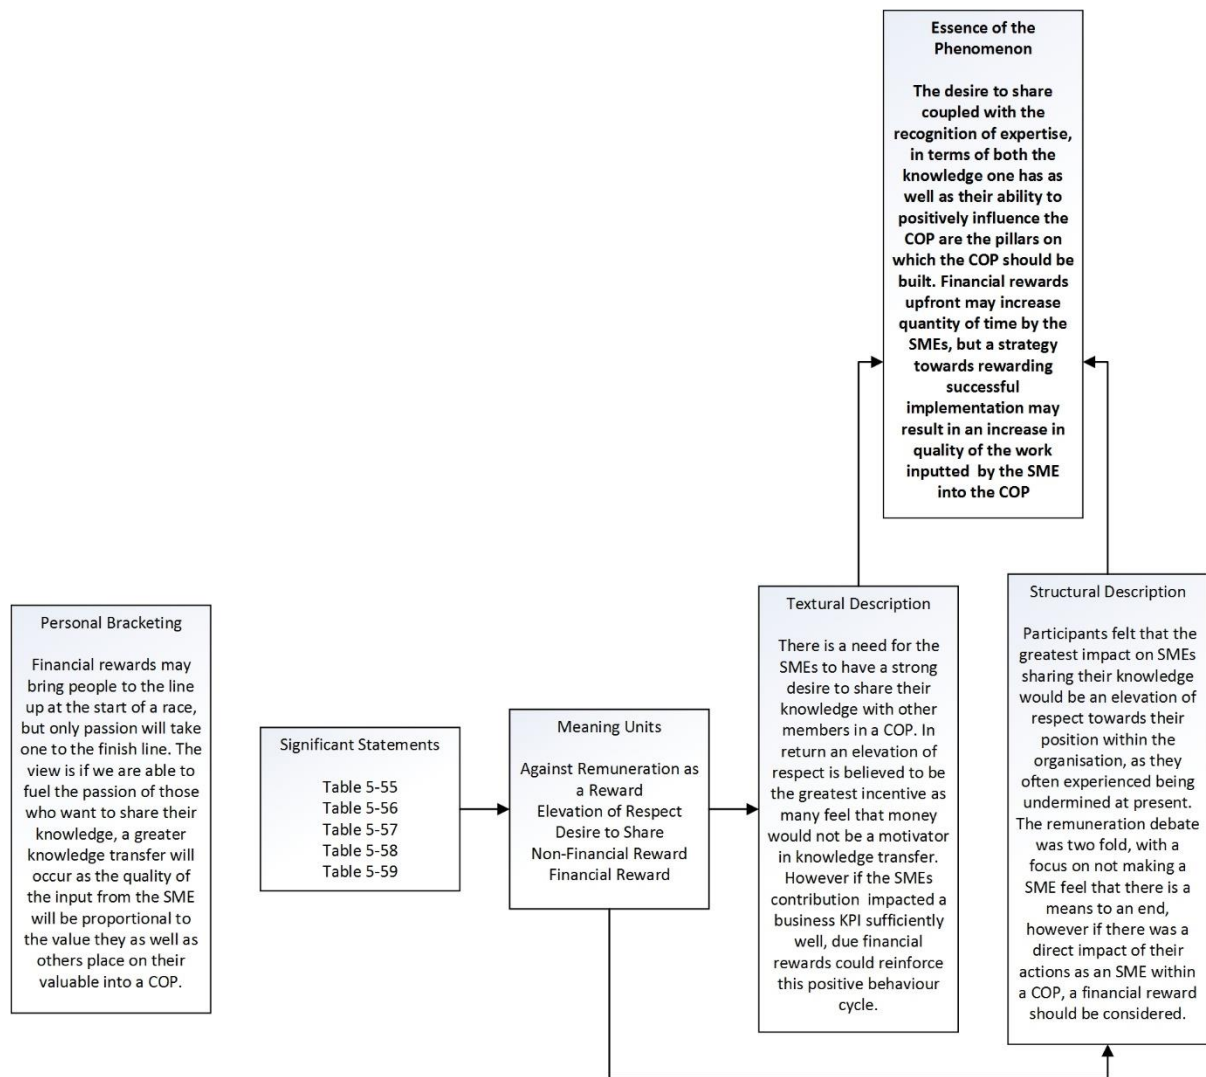 Essence of the
Phenomenon
The desire to share
coupled with the
recognition of expertise,
in terms of both the
knowledge one has as
well as their ability to
positively influence the
COP are the pillars on
which the COP should be
built. Financial rewards
upfront may increase
quantity of time by the
SMEs, but a strategy
towards rewarding
successful
implementation may
result in an increase in
quality of the work
inputted by the SME
into the COP
Personal Bracketing
Financial rewards may
bring people to the line
up at the start of a race,
but only passion will take
one to the finish line. The
view is if we are able to
fuel the passion of those
who want to share their
knowledge, a greater
knowledge transfer will
occur as the quality of
the input from the SME
will be proportional to
the value they as well as
others place on their
valuable into a COP.
Significant Statements
Table 5-55
Table 5-56
Table 5-57
Table 5-58
Table 5-59
Meaning Units
Against Remuneration as
a Reward
Elevation of Respect
Desire to Share
Non-Financial Reward
Financial Reward
Textural Description
There is a need for the
SMEs to have a strong
desire to share their
knowledge with other
members in a COP. In
return an elevation of
respect is believed to be
the greatest incentive as
many feel that money
would not be a motivator
in knowledge transfer.
However if the SMEs
contribution impacted a
business KPI sufficiently
well, due financial
rewards could reinforce
this positive behaviour
cycle.
Structural Description
Participants felt that the
greatest impact on SMEs
sharing their knowledge
would be an elevation of
respect towards their
position within the
organisation, as they
often experienced being
undermined at present.
The remuneration debate
was two fold, with a
focus on not making a
SME feel that there is a
means to an end,
however if there was a
direct impact of their
actions as an SME within
a COP, a financial reward
should be considered.